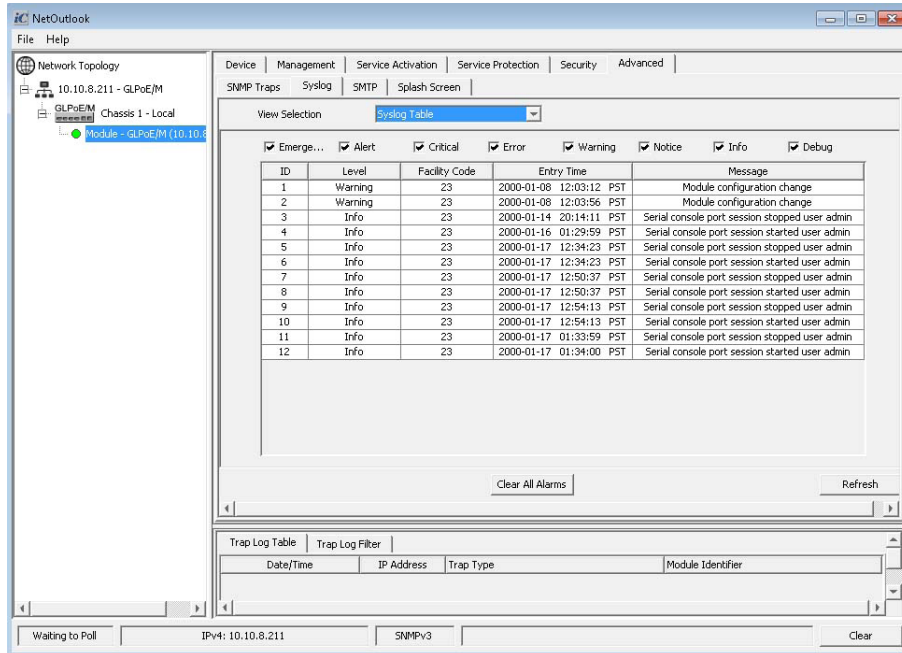 iC NetOutlook
File Help
Network Topology
10.10.8.211 - GLPoE/M
GLPoE/M Chassis 1 - Local
Module - GLPoE/M (10.10.8
Device Management Service Activation Service Protection Security Advanced
SNMP Traps Syslog SMTP Splash Screen
View Selection Syslog Table
Emerge... Alert Critical Error Warning Notice Info Debug
ID Level Facility Code Entry Time Message
1 Warning 23 2000-01-08 12:03:12 PST Module configuration change
2 Warning 23 2000-01-08 12:03:56 PST Module configuration change
3 Info 23 2000-01-14 20:14:11 PST Serial console port session stopped user admin
4 Info 23 2000-01-16 01:29:59 PST Serial console port session started user admin
5 Info 23 2000-01-17 12:34:23 PST Serial console port session stopped user admin
6 Info 23 2000-01-17 12:34:23 PST Serial console port session started user admin
7 Info 23 2000-01-17 12:50:37 PST Serial console port session stopped user admin
8 Info 23 2000-01-17 12:50:37 PST Serial console port session started user admin
9 Info 23 2000-01-17 12:54:13 PST Serial console port session stopped user admin
10 Info 23 2000-01-17 12:54:13 PST Serial console port session started user admin
11 Info 23 2000-01-17 01:33:59 PST Serial console port session started user admin
12 Info 23 2000-01-17 01:34:00 PST Serial console port session started user admin
Clear All Alarms Refresh
Trap Log Table Trap Log Filter
Date/Time IP Address Trap Type Module Identifier
Waiting to Poll IPv4: 10.10.8.211 SNMPv3 Clear